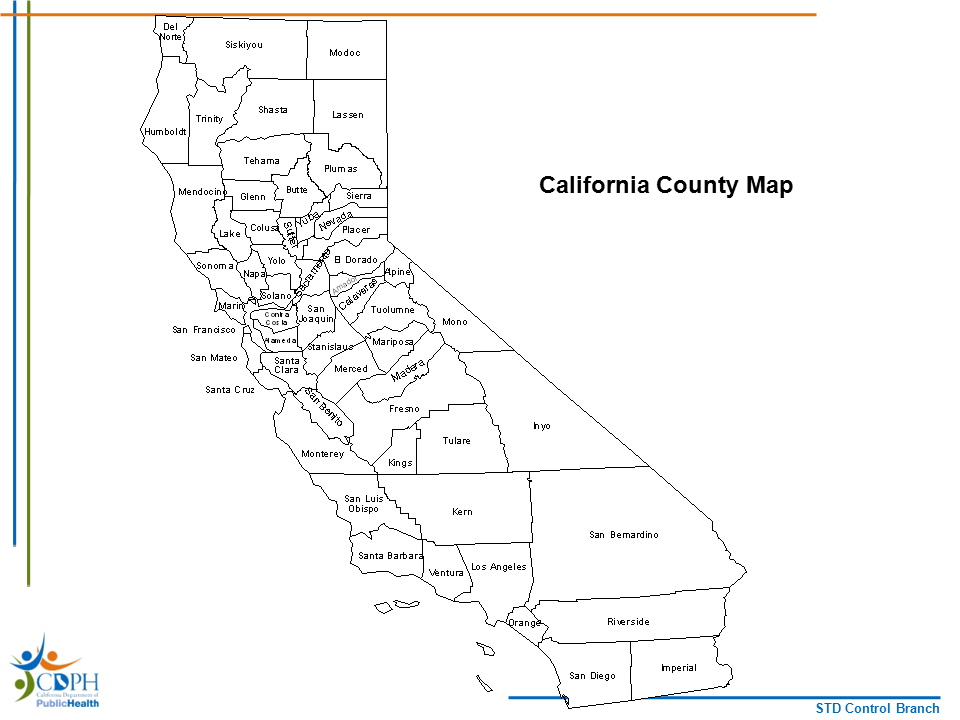 Del
Norte
Siskiyou
Modoc
Shasta
Lassen
Trinity
Humboldt
Tehama
Plumas
Mendocino
Glenn
Butte
Sierra
Yuba
Nevada
Lake
Colusa
Sutter
Placer
Sonoma
Napa
Yolo
Sacramento
El Dorado
Alpine
Amador
Calaveras
Solano
Marin
Contra
Costa
San
Joaquin
Tuolumne
Mono
San Francisco
Alameda
Stanislaus
Mariposa
San Mateo
Santa
Clara
Merced
Madera
Santa Cruz
San Benito
Fresno
Inyo
Monterey
Kings
Tulare
San Luis
Obispo
Kern
San Bernardino
Santa Barbara
Ventura
Los Angeles
Orange
Riverside
San Diego
Imperial
California County Map
CDPH
California Department of
PublicHealth
STD Control Branch